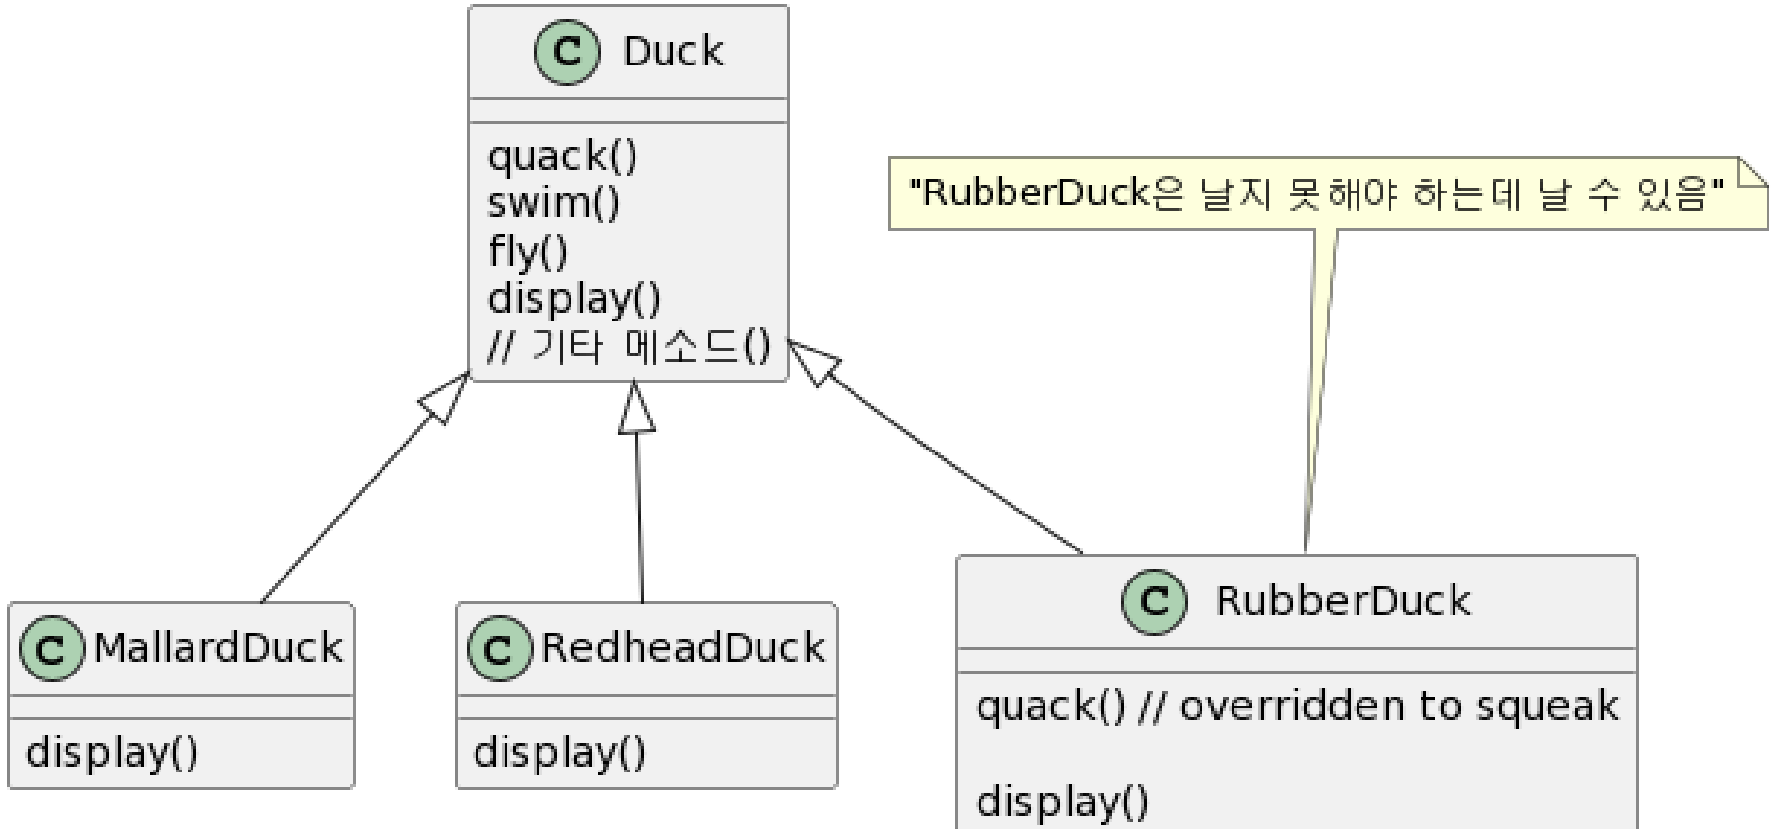 C Duck
quack()
swim()
fly()
display()
// 기타 메소드()
"RubberDuck은 날지 못해야 하는데 날 수 있음"
C MallardDuck
display()
C RedheadDuck
display()
C RubberDuck
quack() // overridden to squeak
display()